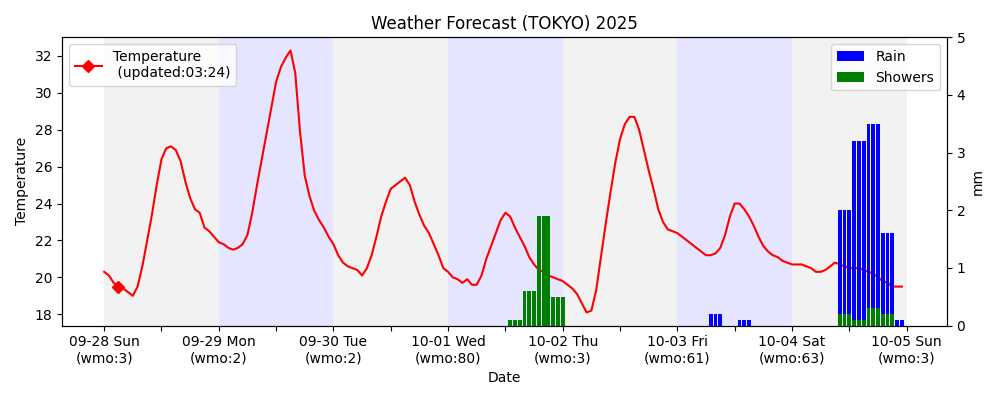 Weather Forecast (TOKYO) 2025
Temperature
(updated:03:24)
Rain
Showers
Temperature
32
30
28
26
24
22
20
18
5
4
3
2
1
0
mm
09-28 Sun
(wmo:3)
09-29 Mon
(wmo:2)
09-30 Tue
(wmo:2)
10-01 Wed
(wmo:80)
10-02 Thu
(wmo:3)
10-03 Fri
(wmo:61)
10-04 Sat
(wmo:63)
10-05 Sun
(wmo:3)
Date